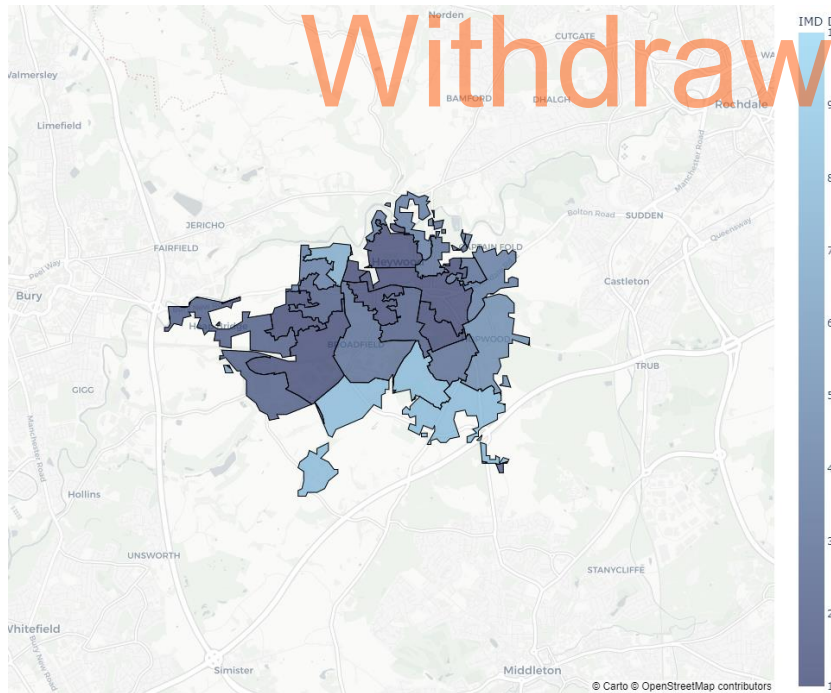 Norden
IMD D
Withdraw
CUTGATE
Walmersley
BAMFORD
Rochdale
9
Limefield
Manchester Road
8
Bolton Road
SUDDEN
JERICHO
Queensway
FAIRFIELD
7
Heywood
Peel Way
Castleton
Bury
6
BROADFIELD
TRUB
GIGG
5
Manchester Road
4
Hollins
3
UNSWORTH
STANYCLIFFE
2
Whitefield
Bury New Road
Simister
Middleton
© Carto © OpenStreetMap contributors
1